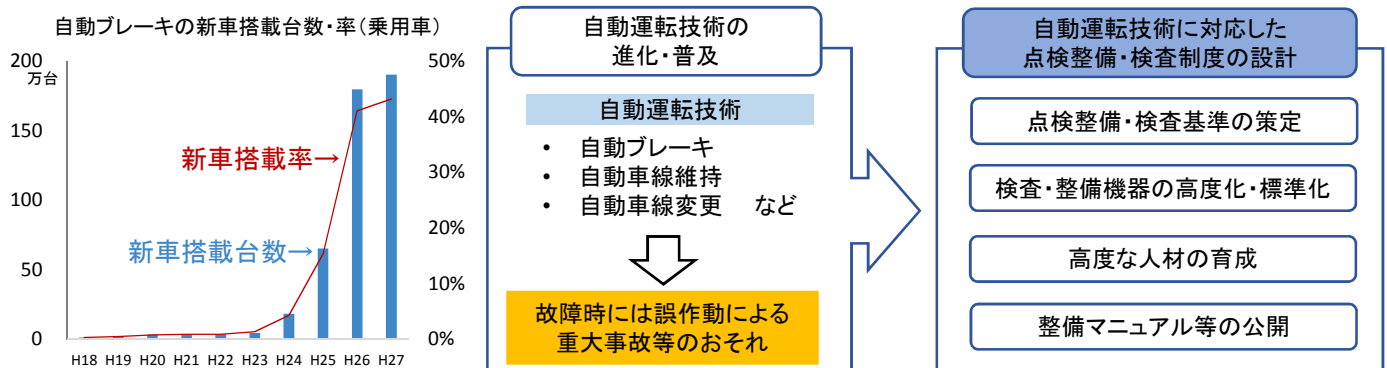 自動ブレーキの新車搭載台数・率（乗用車）
200
万台
150
100
50
0
50%
40%
30%
20%
10%
0%
新車搭載率→
新車搭載台数→
H18 H19 H20 H21 H22 H23 H24 H25 H26 H27
自動運転技術の
進化・普及
自動運転技術
• 自動ブレーキ
• 自動車線維持
• 自動車線変更 など
故障時には誤作動による
重大事故等のおそれ
自動運転技術に対応した
点検整備・検査制度の設計
点検整備・検査基準の策定
検査・整備機器の高度化・標準化
高度な人材の育成
整備マニュアル等の公開